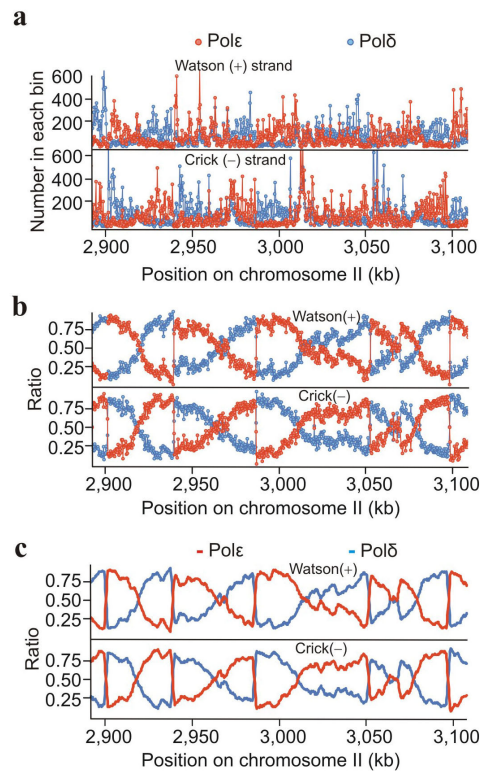 a
Polε Polδ
Watson (+) strand
600
400
200
Crick (−) strand
600
400
200
Number in each bin
2,900 2,950 3,000 3,050 3,100
Position on chromosome II (kb)
b
Watson(+)
0.75
0.50
0.25
Crick(−)
0.75
0.50
0.25
Ratio
2,900 2,950 3,000 3,050 3,100
Position on chromosome II (kb)
c
Polε Polδ
Watson(+)
0.75
0.50
0.25
Crick(−)
0.75
0.50
0.25
Ratio
2,900 2,950 3,000 3,050 3,100
Position on chromosome II (kb)